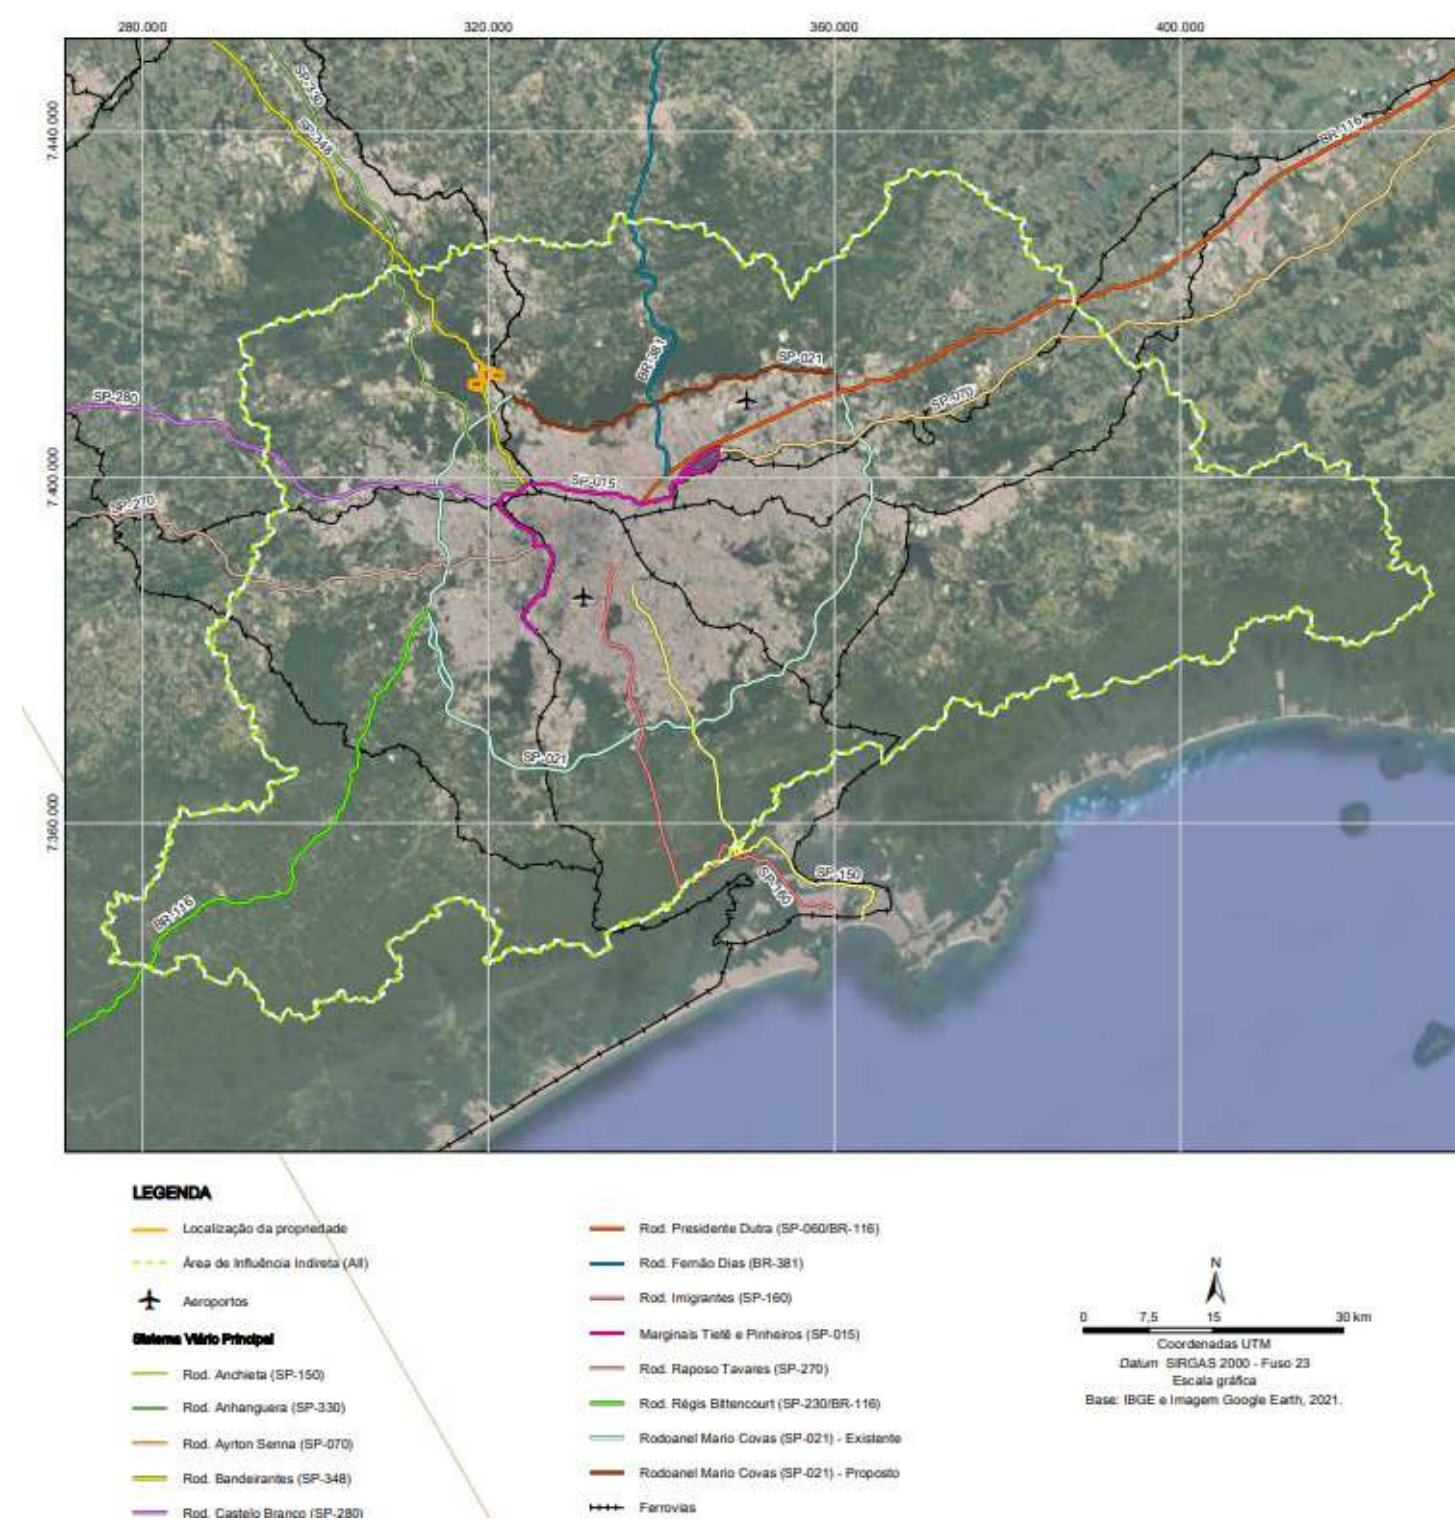 280.000
320.000
360.000
400.000
7.440.000
7.400.000
7.360.000
SP-330
SP-348
BR-116
BR-381
SP-021
SP-280
SP-070
SP-015
SP-270
SP-021
SP-160
SP-150
BR-116
LEGENDA
Localização da propriedade
Área de Influência Indireta (AII)
Aeroportos
Sistema Viário Principal
Rod. Anchieta (SP-150)
Rod. Anhanguera (SP-330)
Rod. Ayrton Senna (SP-070)
Rod. Bandeirantes (SP-348)
Rod. Castelo Branco (SP-280)
Rod. Presidente Dutra (SP-060/BR-116)
Rod. Fernão Dias (BR-381)
Rod. Imigrantes (SP-160)
Marginais Tietê e Pinheiros (SP-015)
Rod. Raposo Tavares (SP-270)
Rod. Régis Bittencourt (SP-230/BR-116)
Rodoanel Mario Covas (SP-021) - Existente
Rodoanel Mario Covas (SP-021) - Proposto
Ferrovias
N
0 7,5 15 30 km
Coordenadas UTM
Datum SIRGAS 2000 - Fuso 23
Escala gráfica
Base: IBGE e Imagem Google Earth, 2021.